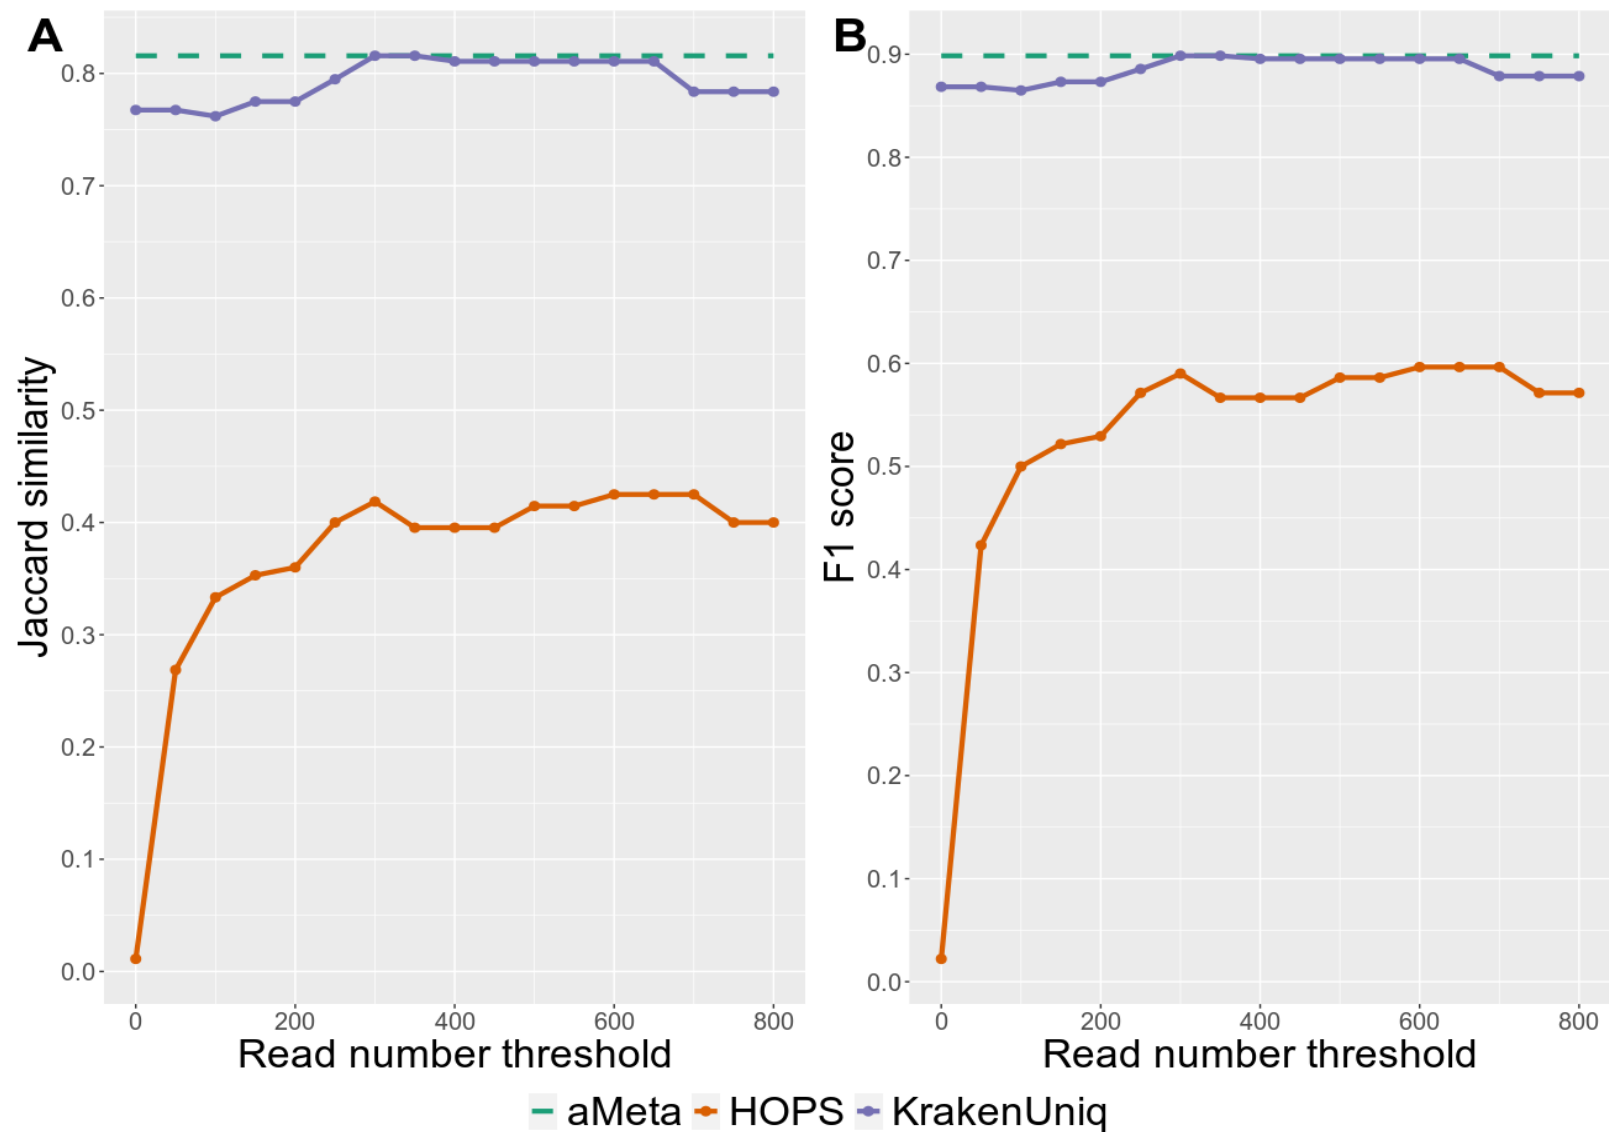 A
Jaccard similarity
0.8
0.7
0.6
0.5
0.4
0.3
0.2
0.1
0.0
0 200 400 600 800
Read number threshold
B
F1 score
0.9
0.8
0.7
0.6
0.5
0.4
0.3
0.2
0.1
0.0
0 200 400 600 800
Read number threshold
aMeta HOPS KrakenUniq